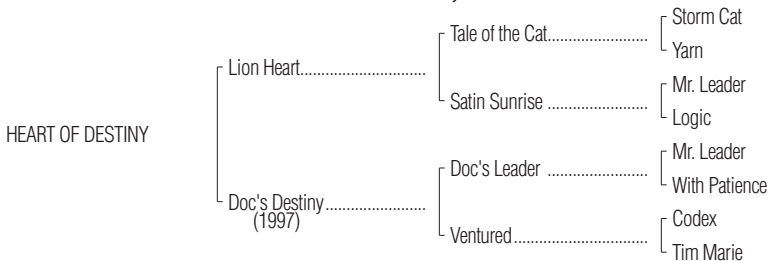 Storm Cat
Tale of the Cat.......................
Yarn
Lion Heart............................
Mr. Leader
Satin Sunrise .......................
Logic
HEART OF DESTINY
Mr. Leader
Doc's Leader .......................
With Patience
Doc's Destiny.......................
(1997)
Codex
Ventured..............................
Tim Marie